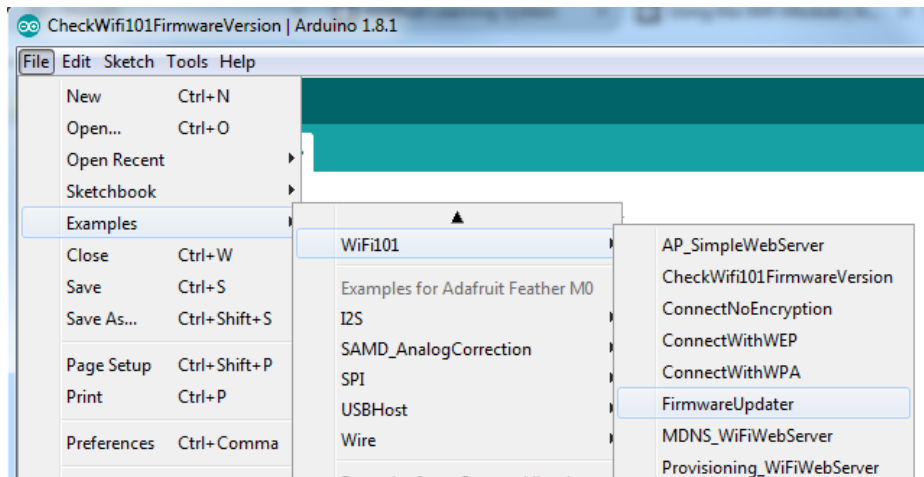 CheckWifi101FirmwareVersion | Arduino 1.8.1
File Edit Sketch Tools Help
New Ctrl+N
Open... Ctrl+O
Open Recent
Sketchbook
Examples
Close Ctrl+W
Save Ctrl+S
Save As... Ctrl+Shift+S
Page Setup Ctrl+Shift+P
Print Ctrl+P
Preferences Ctrl+Comma
WiFi101
Examples for Adafruit Feather M0
I2S
SAMD_AnalogCorrection
SPI
USBHost
Wire
AP_SimpleWebServer
CheckWifi101FirmwareVersion
ConnectNoEncryption
ConnectWithWEP
ConnectWithWPA
FirmwareUpdater
MDNS_WiFiWebServer
Provisioning_WiFiWebServer